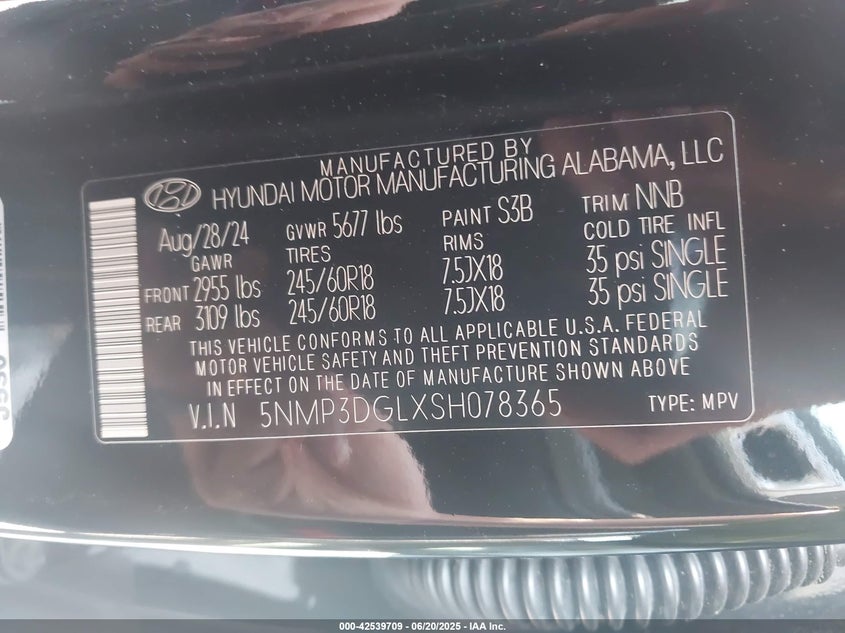 MANUFACTURED BY
HYUNDAI MOTOR MANUFACTURING ALABAMA, LLC
Aug/28/24 GVWR 5677 lbs PAINT S3B TRIM NNB
GAWR TIRES RIMS COLD TIRE INFL
FRONT 2955 lbs 245/60R18 7.5JX18 35 psi SINGLE
REAR 3109 lbs 245/60R18 7.5JX18 35 psi SINGLE
THIS VEHICLE CONFORMS TO ALL APPLICABLE U.S.A. FEDERAL
MOTOR VEHICLE SAFETY AND THEFT PREVENTION STANDARDS
IN EFFECT ON THE DATE OF MANUFACTURE SHOWN ABOVE
V.I.N 5NMP3DGLXSH078365 TYPE: MPV
000-42539709 - 06/20/2025 - IAA Inc.